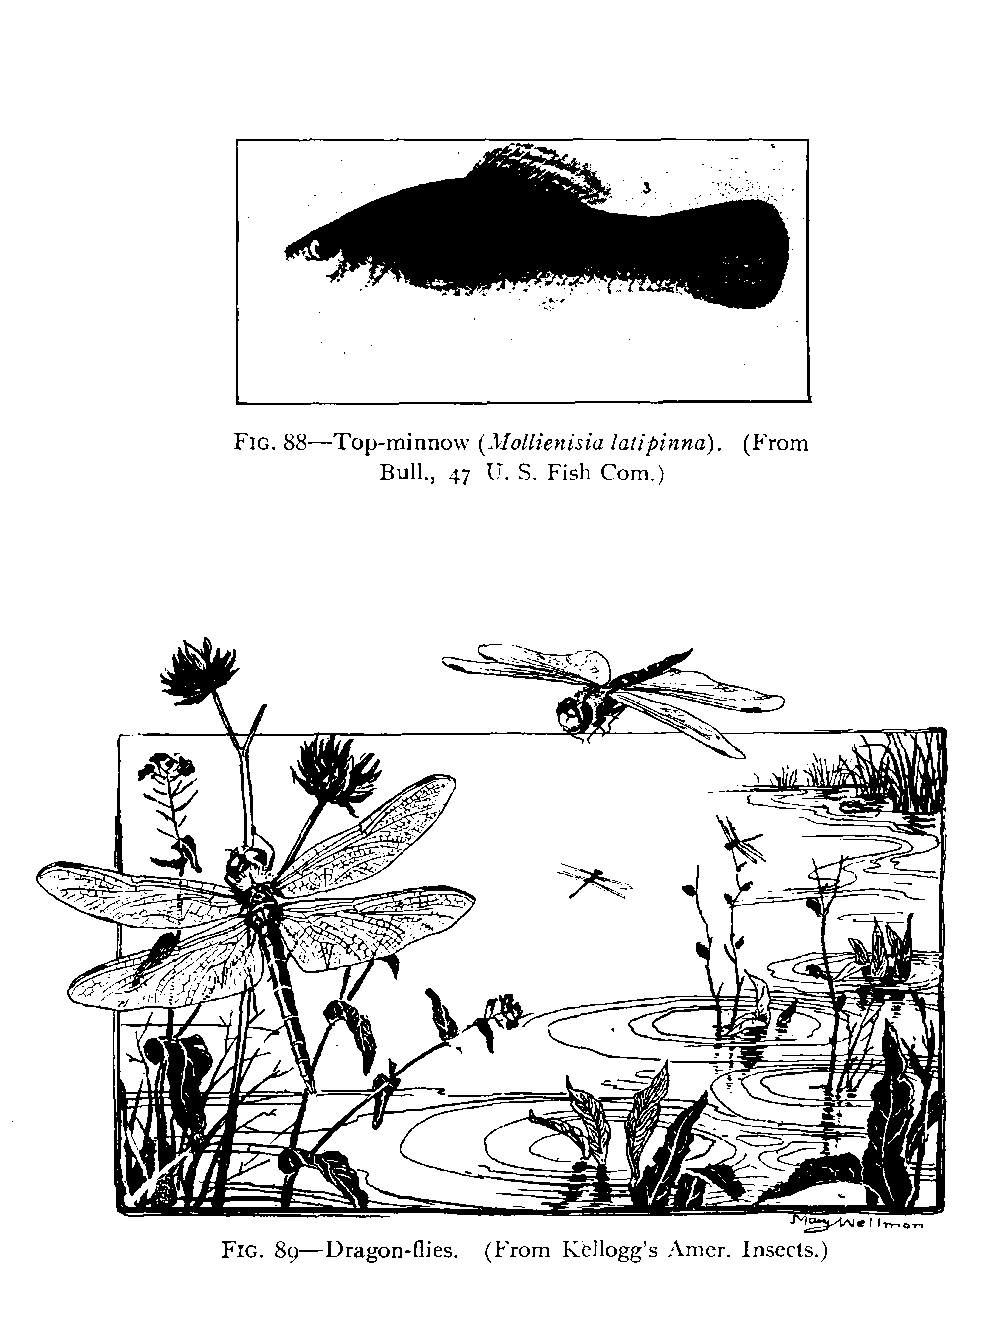 3
FIG. 88—Top-minnow (Mollienisia latipinna). (From
Bull., 47 U. S. Fish Com.)
Mary Wellman
FIG. 89—Dragon-flies. (From Kellogg's Amer. Insects.)